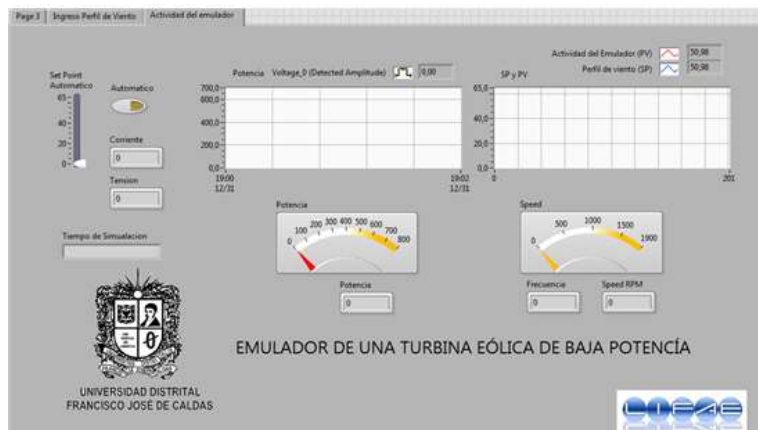 Page 3 Ingreso Perfil de Viento Actividad del emulador
Actividad del Emulador (PV) 50,98
Perfil de viento (SP) 50,98
Set Point
Automatico
65
40
20
0
Automatico
Corriente
0
Tension
0
Potencia Voltage_0 (Detected Amplitude) 0,00
700,0
600,0
400,0
200,0
0,0
19:00
12/31
19:02
12/31
SP y PV
65,0
40,0
20,0
0,0
0 201
Tiempo de Simualacion
Potencia
0 100 200 300 400 500 600 700 800
Potencia
0
Speed
0 500 1000 1500 1900
Frecuencia
0
Speed RPM
0
EMULADOR DE UNA TURBINA EÓLICA DE BAJA POTENCÍA
UNIVERSIDAD DISTRITAL
FRANCISCO JOSÉ DE CALDAS
LIFAE